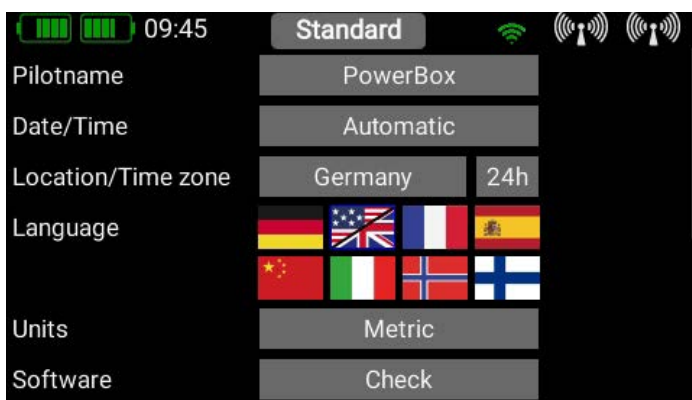 09:45 Standard
Pilotname PowerBox
Date/Time Automatic
Location/Time zone Germany 24h
Language
Units Metric
Software Check